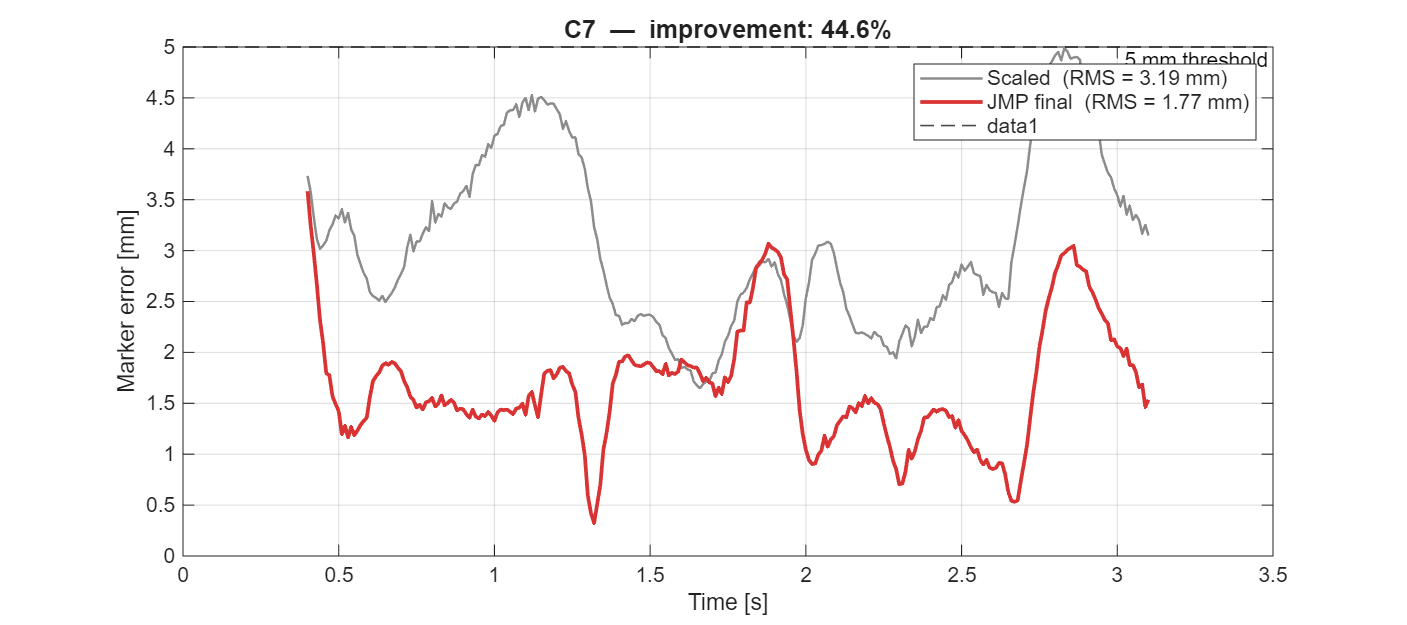 C7 — improvement: 44.6%
5 mm threshold
Scaled (RMS = 3.19 mm)
JMP final (RMS = 1.77 mm)
data1
Marker error [mm]
5
4.5
4
3.5
3
2.5
2
1.5
1
0.5
0
0 0.5 1 1.5 2 2.5 3 3.5
Time [s]